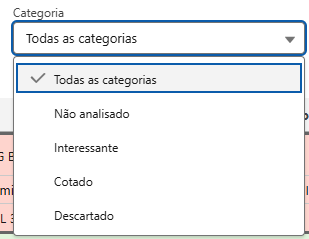 Categoria
Todas as categorias
Todas as categorias
Não analisado
Interessante
Cotado
Descartado